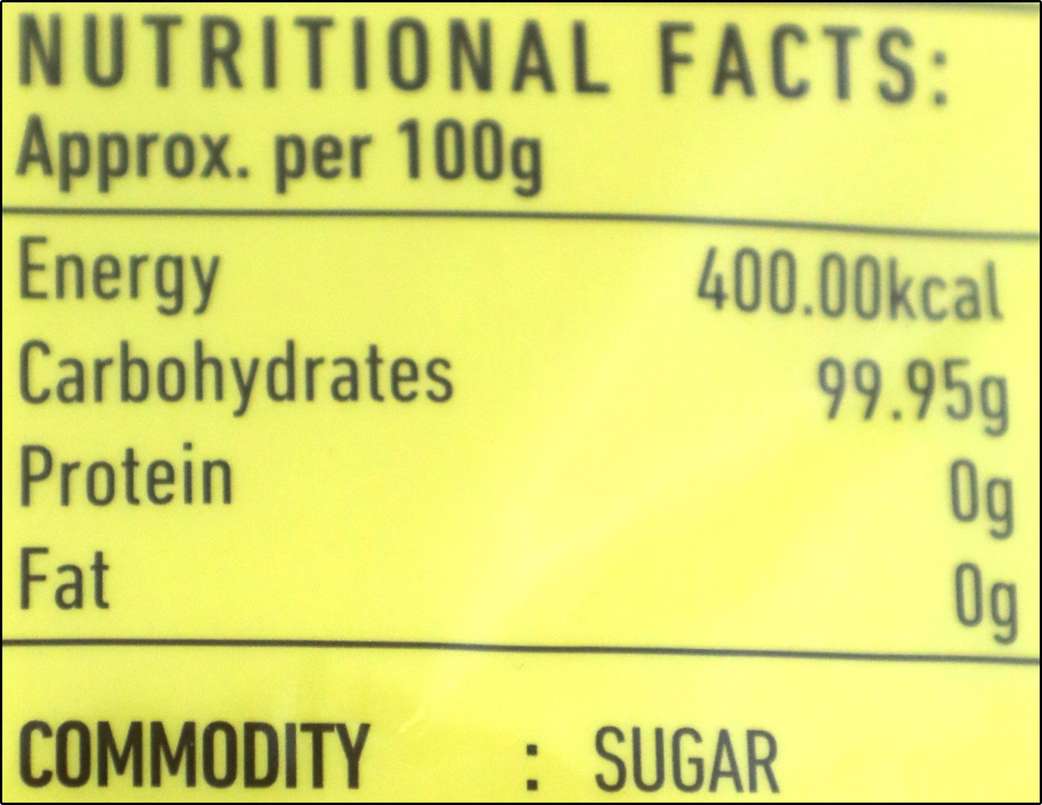 NUTRITIONAL FACTS:
Approx. per 100g
Energy 400.00kcal
Carbohydrates 99.95g
Protein 0g
Fat 0g
COMMODITY : SUGAR